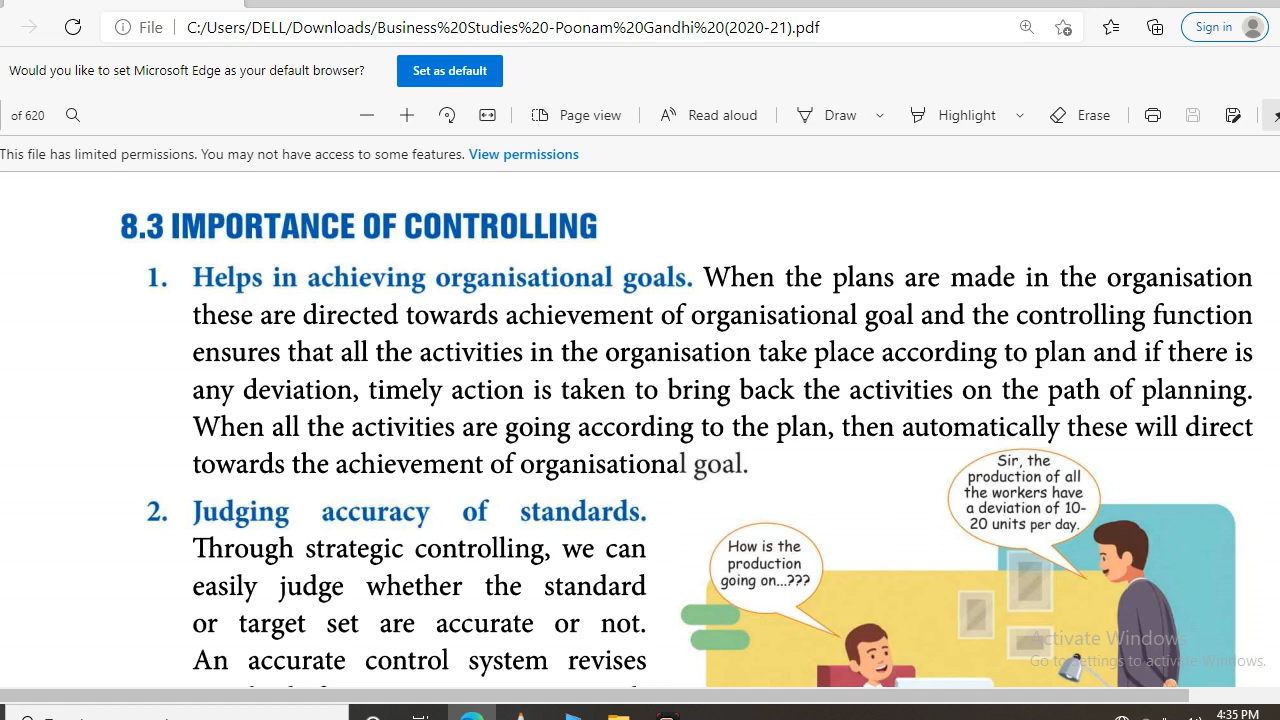 File C:/Users/DELL/Downloads/Business%20Studies%20-Poonam%20Gandhi%20(2020-21).pdf Sign in
Would you like to set Microsoft Edge as your default browser? Set as default
of 620 Page view Read aloud Draw Highlight Erase
This file has limited permissions. You may not have access to some features. View permissions
8.3 IMPORTANCE OF CONTROLLING
1. Helps in achieving organisational goals. When the plans are made in the organisation
these are directed towards achievement of organisational goal and the controlling function
ensures that all the activities in the organisation take place according to plan and if there is
any deviation, timely action is taken to bring back the activities on the path of planning.
When all the activities are going according to the plan, then automatically these will direct
towards the achievement of organisational goal.
2. Judging accuracy of standards.
Through strategic controlling, we can
easily judge whether the standard
or target set are accurate or not.
An accurate control system revises
Sir, the
production of all
the workers have
a deviation of 10-
20 units per day.
How is the
production
going on...???
Activate Windows
Go to Settings to activate Windows.
4:35 PM